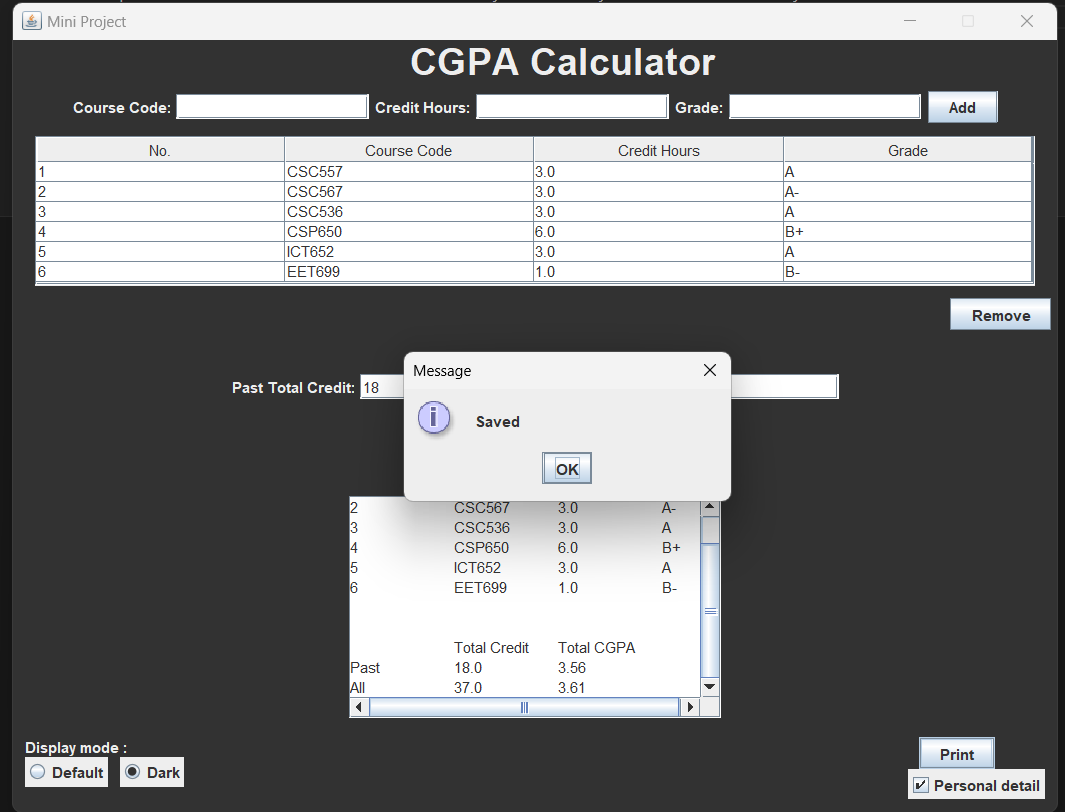 Mini Project
CGPA Calculator
Course Code: Credit Hours: Grade: Add
No. Course Code Credit Hours Grade
1 CSC557 3.0 A
2 CSC567 3.0 A-
3 CSC536 3.0 A
4 CSP650 6.0 B+
5 ICT652 3.0 A
6 EET699 1.0 B-
Remove
Message
Past Total Credit: 18
Saved
OK
2 CSC567 3.0 A-
3 CSC536 3.0 A
4 CSP650 6.0 B+
5 ICT652 3.0 A
6 EET699 1.0 B-
Total Credit Total CGPA
Past 18.0 3.56
All 37.0 3.61
Display mode :
Default Dark
Print
Personal detail